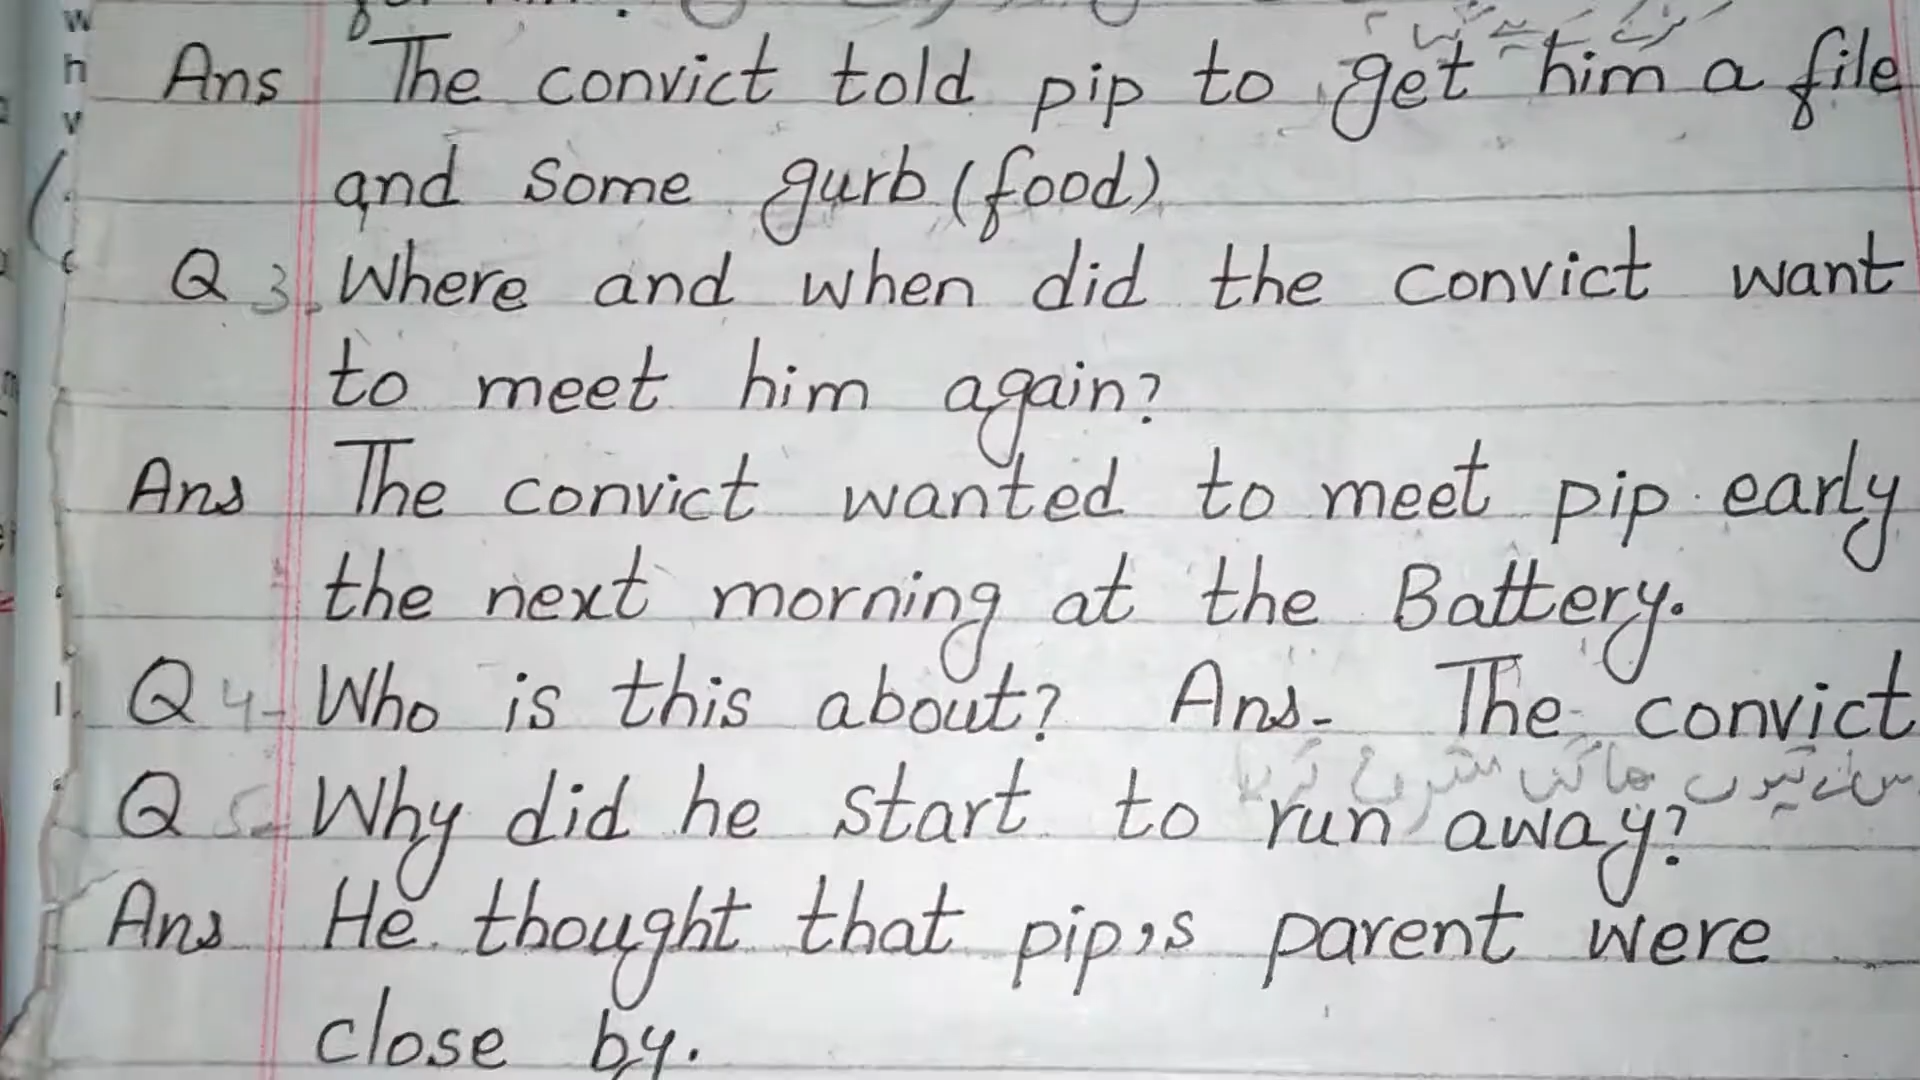 Ans The convict told pip to get him a file
and some gurb (food)
Q 3. Where and when did the convict want
to meet him again?
Ans The convict wanted to meet pip early
the next morning at the Battery.
Q 4- Who is this about? Ans- The convict
Q 5- Why did he start to run away?
Ans He thought that pip,s parent were
close by.